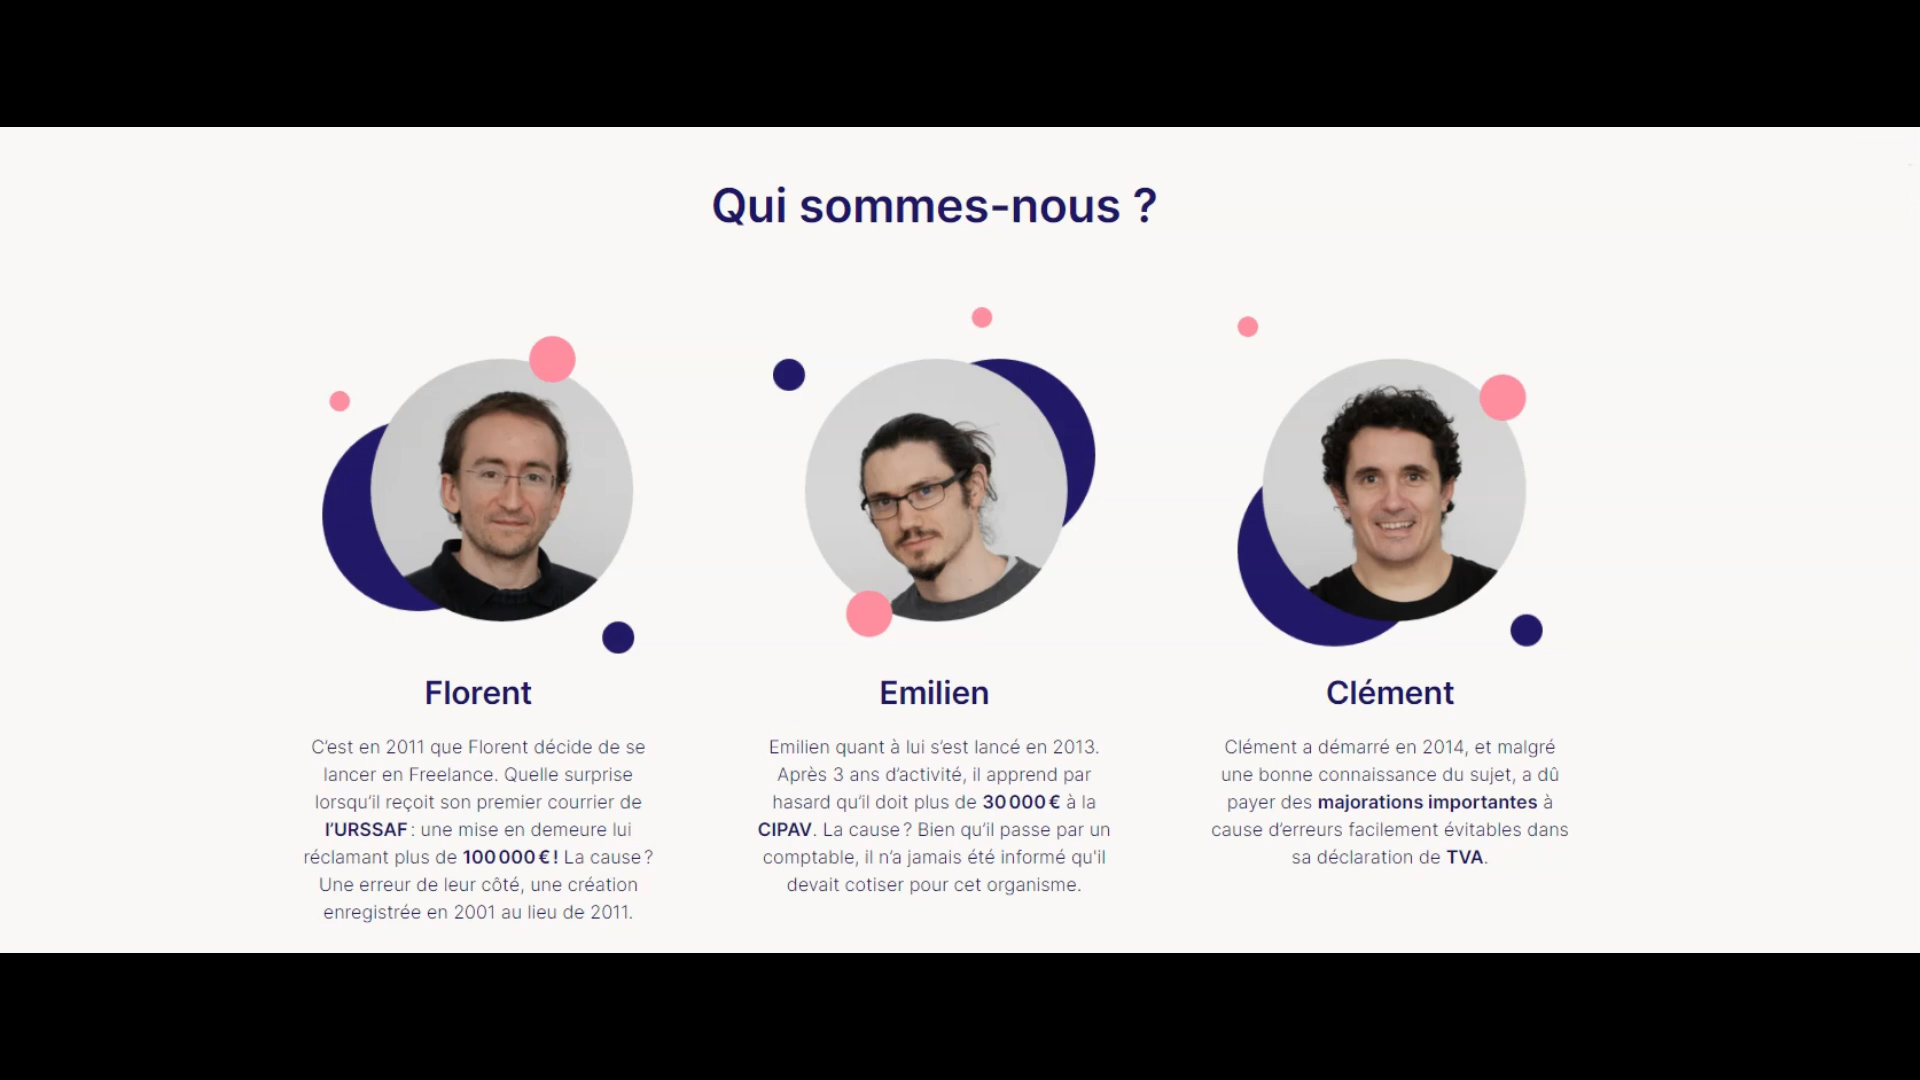 Qui sommes-nous ?
Florent
C’est en 2011 que Florent décide de se
lancer en Freelance. Quelle surprise
lorsqu’il reçoit son premier courrier de
l’URSSAF : une mise en demeure lui
réclamant plus de 100 000 € ! La cause ?
Une erreur de leur côté, une création
enregistrée en 2001 au lieu de 2011.
Emilien
Emilien quant à lui s’est lancé en 2013.
Après 3 ans d’activité, il apprend par
hasard qu’il doit plus de 30 000 € à la
CIPAV. La cause ? Bien qu’il passe par un
comptable, il n’a jamais été informé qu'il
devait cotiser pour cet organisme.
Clément
Clément a démarré en 2014, et malgré
une bonne connaissance du sujet, a dû
payer des majorations importantes à
cause d’erreurs facilement évitables dans
sa déclaration de TVA.